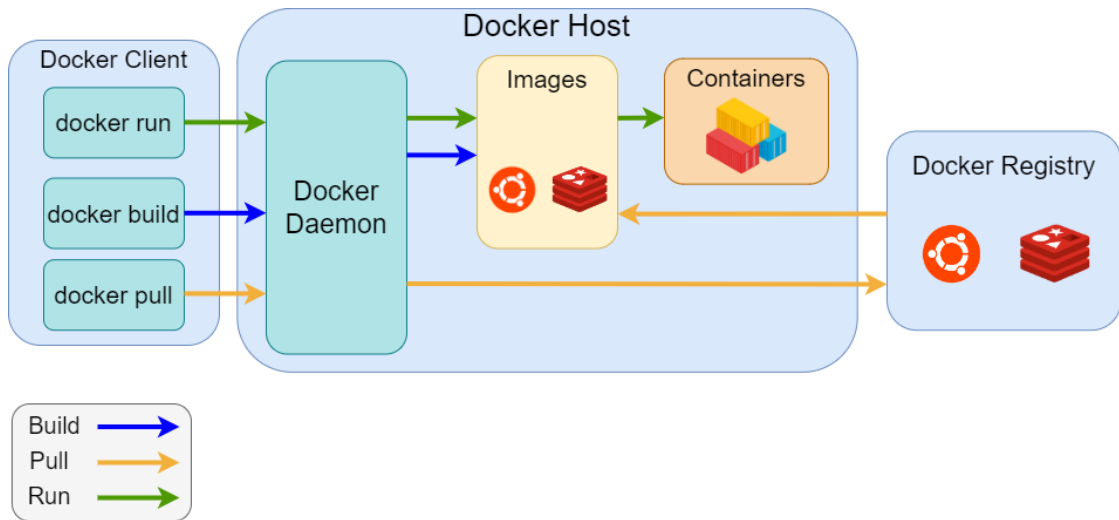 Docker Host
Docker Client
docker run
docker build
docker pull
Docker
Daemon
Images
Containers
Docker Registry
Build
Pull
Run